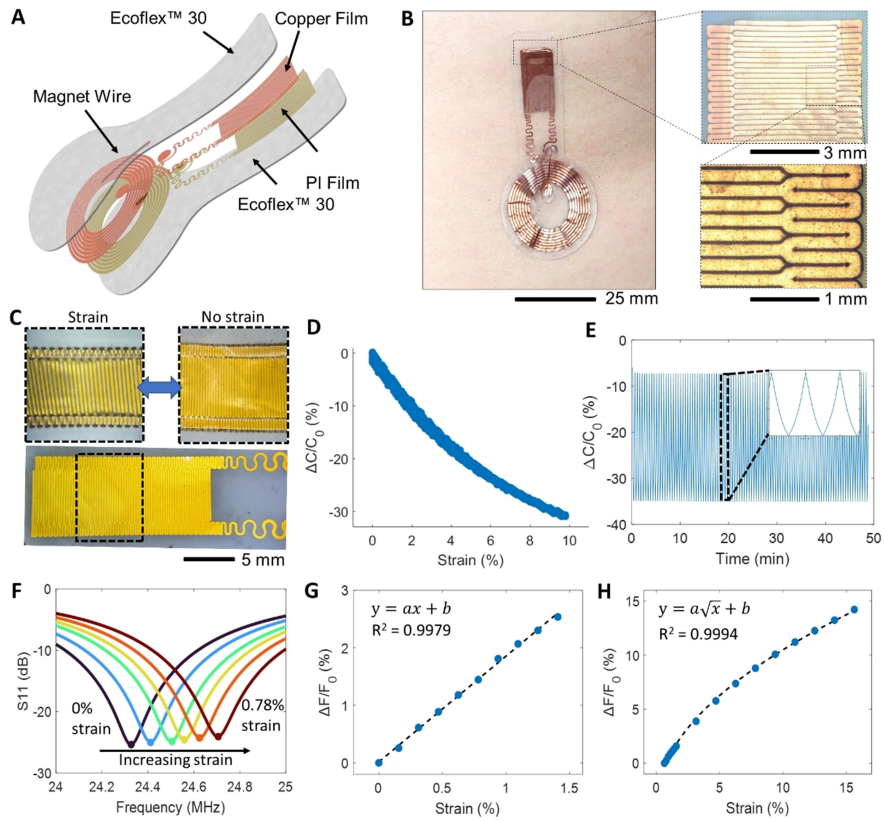 A
Ecoflex™ 30
Copper Film
Magnet Wire
PI Film
Ecoflex™ 30
B
25 mm
3 mm
1 mm
C
Strain
No strain
5 mm
D
ΔC/C0 (%)
0
-10
-20
-30
0 2 4 6 8 10
Strain (%)
E
ΔC/C0 (%)
0
-10
-20
-30
-40
0 10 20 30 40 50
Time (min)
F
S11 (dB)
0
-10
-20
-30
0%
strain
0.78%
strain
Increasing strain
24 24.2 24.4 24.6 24.8 25
Frequency (MHz)
G
y = ax + b
R² = 0.9979
ΔF/F0 (%)
3
2
1
0
0 0.5 1 1.5
Strain (%)
H
y = a√x + b
R² = 0.9994
ΔF/F0 (%)
15
10
5
0
0 5 10 15
Strain (%)